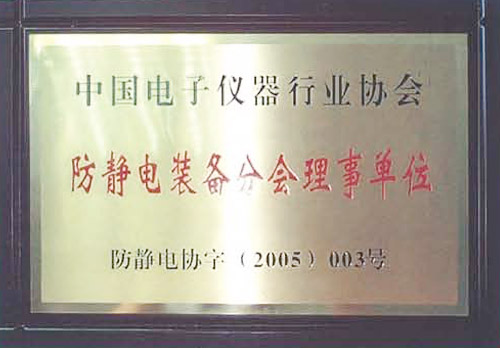 中国电子仪器行业协会
防静电装备分会理事单位
防静电协字（2005）003号